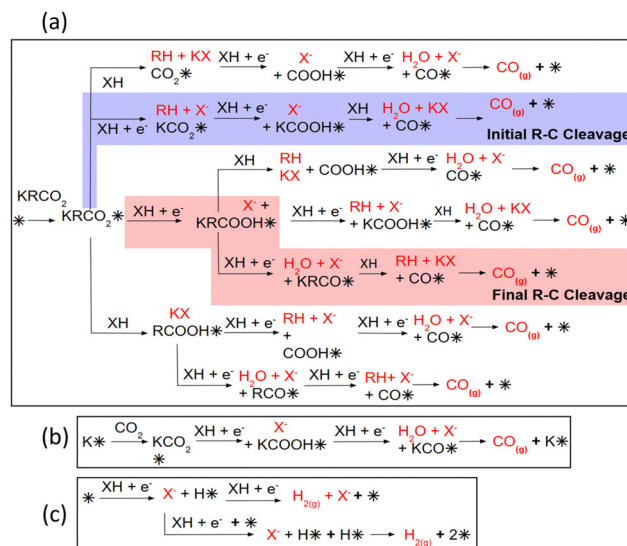 (a)
RH + KX XH + e- X- XH + e- H2O + X-
CO2✳ + COOH✳ + CO✳ CO(g) + ✳
XH
RH + X- XH + e- X- XH H2O + KX CO(g) + ✳
XH + e- KCO2✳ + KCOOH✳ + CO✳
Initial R-C Cleavage
XH RH XH + e- H2O + X-
KX + COOH✳ CO✳ CO(g) + ✳
KRCO2 X- + XH + e- RH + X- XH H2O + KX
✳ KRCO2✳ XH + e- KRCOOH✳ + KCOOH✳ + CO✳ CO(g) + ✳
XH + e- H2O + X- XH RH + KX
+ KRCO✳ + CO✳ CO(g) + ✳
Final R-C Cleavage
KX RH + X- H2O + X-
XH RCOOH✳ XH + e- + XH + e- + CO✳ CO(g) + ✳
COOH✳
XH + e- H2O + X- XH + e- RH+ X-
+ RCO✳ + CO✳ CO(g) + ✳
(b)
CO2 XH + e- X- XH + e- H2O + X-
K✳ KCO2 + KCOOH✳ + KCO✳ CO(g) + K✳
✳
(c)
✳ XH + e- X- + H✳ XH + e- H2(g) + X- + ✳
XH + e- + ✳ X- + H✳ + H✳ H2(g) + 2✳